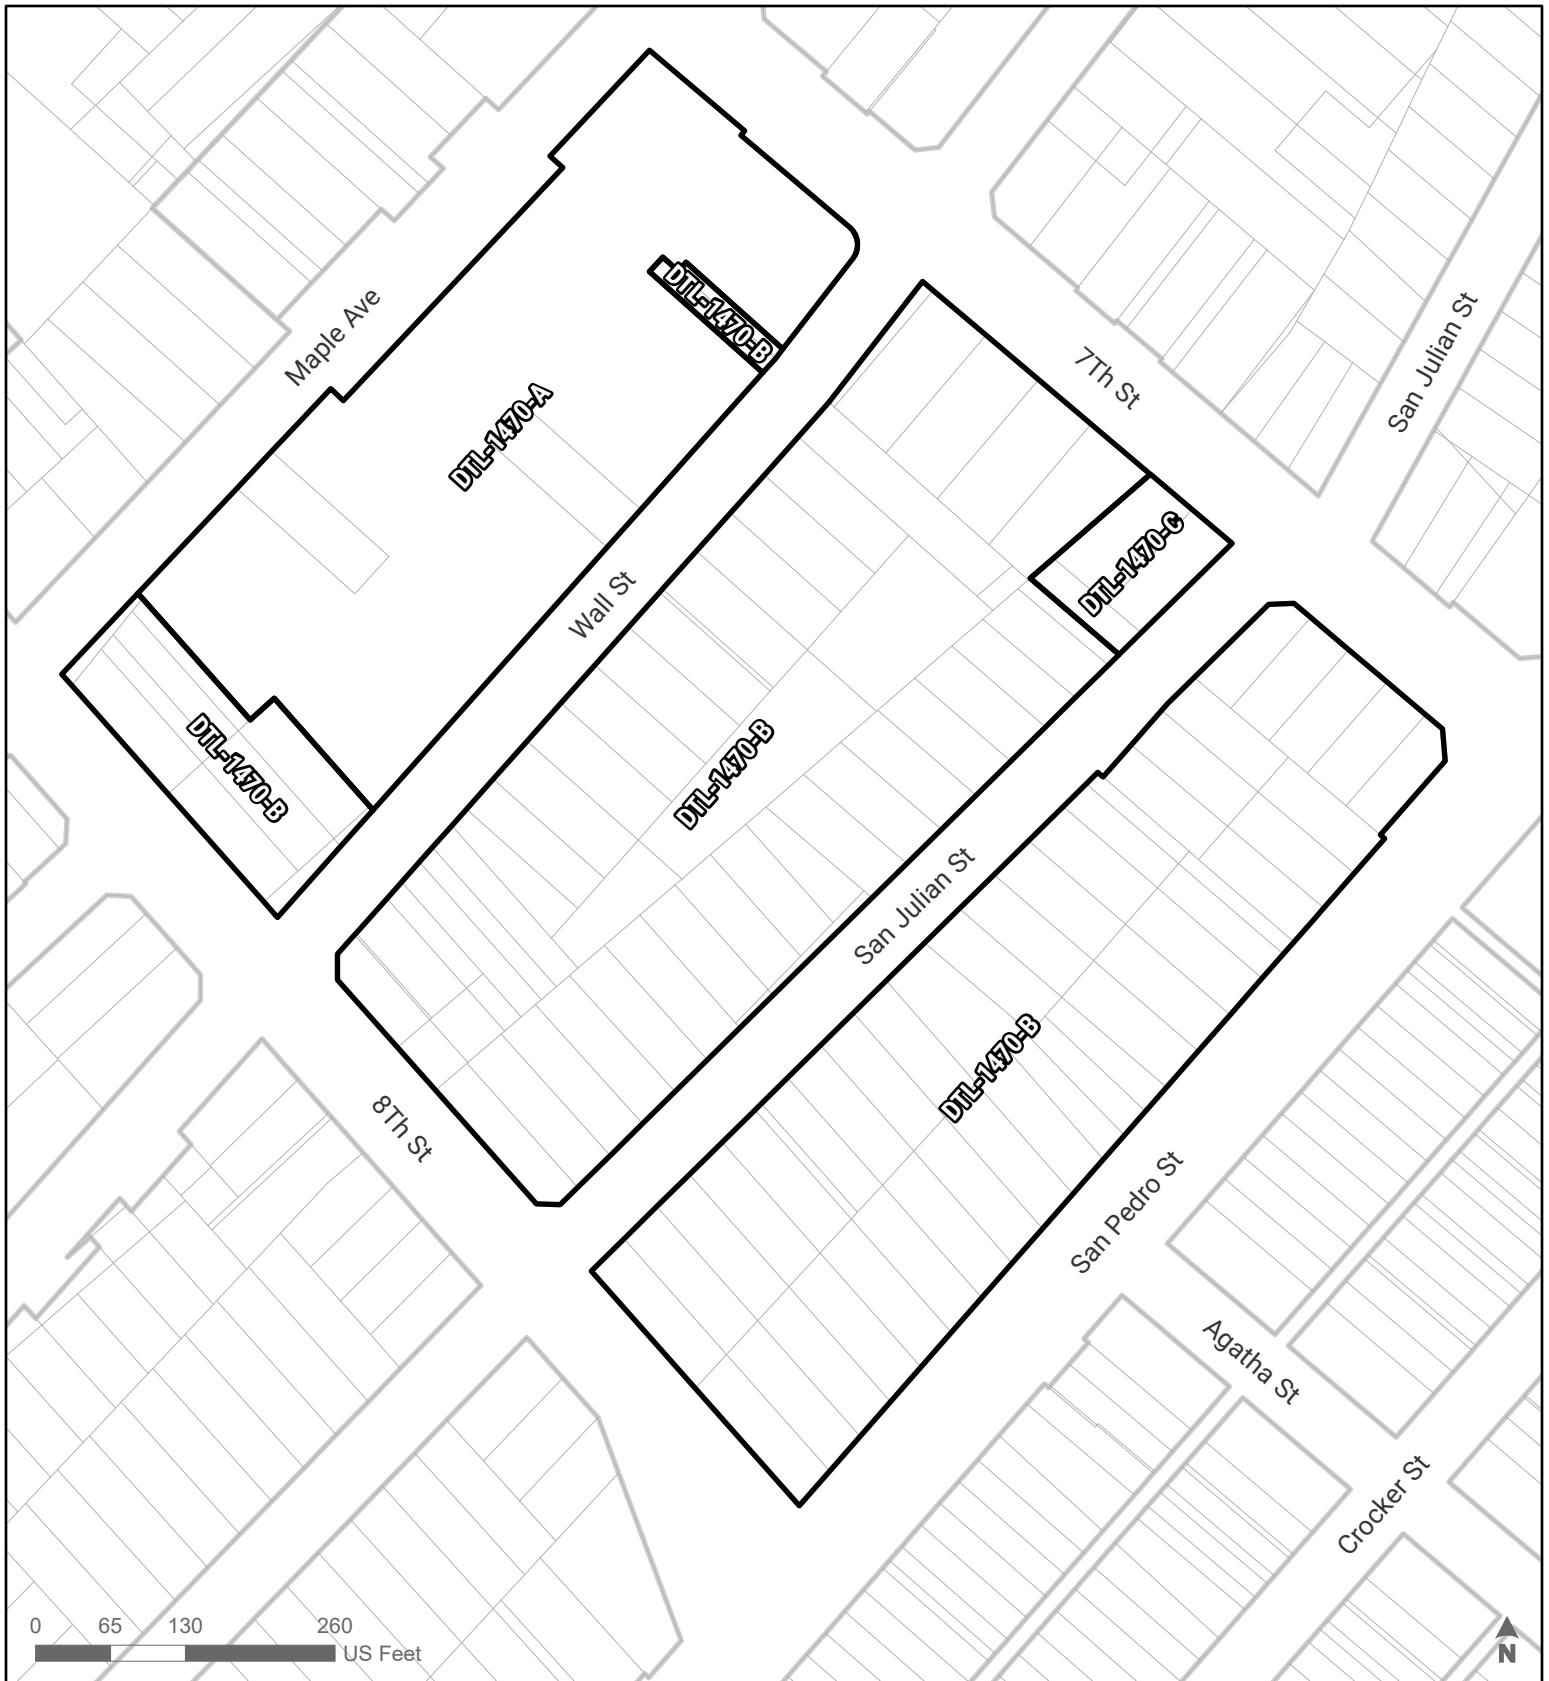 DTL-1470-B
Maple Ave
San Julian St
7Th St
DTL-1470-A
DTL-1470-C
Wall St
DTL-1470-B
DTL-1470-B
San Julian St
DTL-1470-B
8Th St
San Pedro St
Agatha St
Crocker St
0 65 130 260
US Feet
N